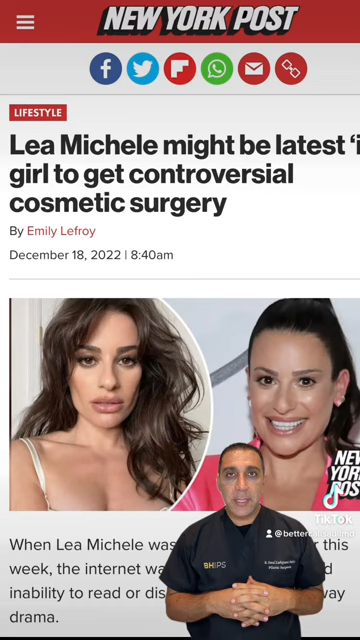 NEW YORK POST
LIFESTYLE
Lea Michele might be latest 'i
girl to get controversial
cosmetic surgery
By Emily Lefroy
December 18, 2022 | 8:40am
NEW
YORK
POST
TikTok
When Lea Michele was this
week, the internet wa d
inability to read or dis way
drama.
BHIPS
Plastic Surgery